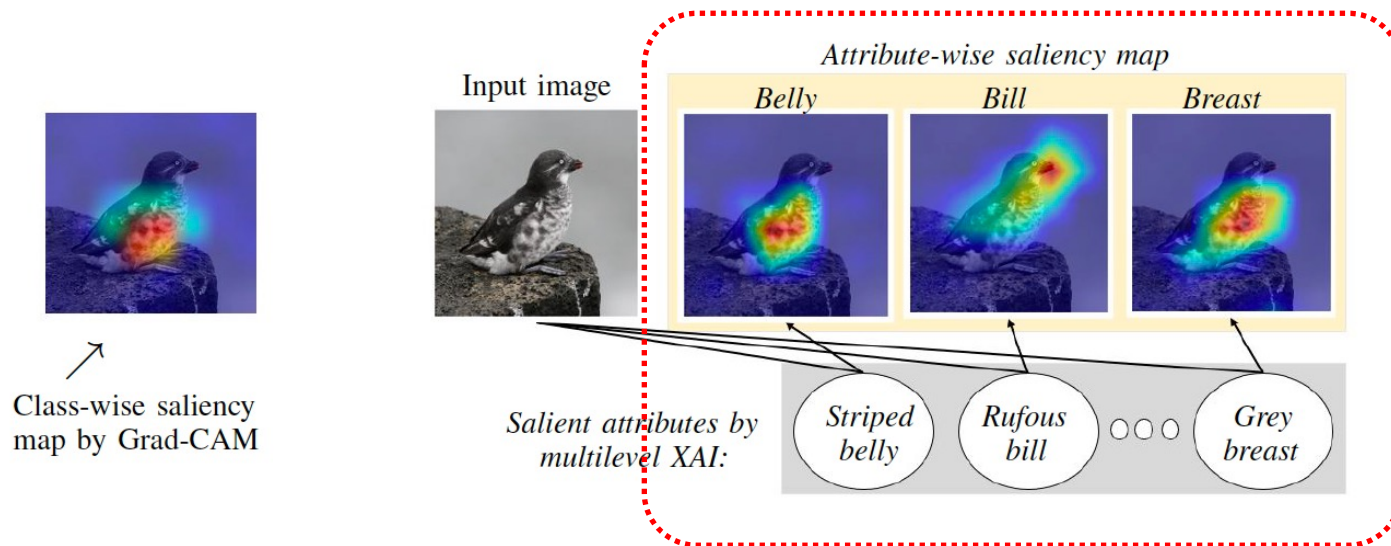 Attribute-wise saliency map
Input image
Belly
Bill
Breast
Class-wise saliency
map by Grad-CAM
Salient attributes by
multilevel XAI:
Striped
belly
Rufous
bill
Grey
breast